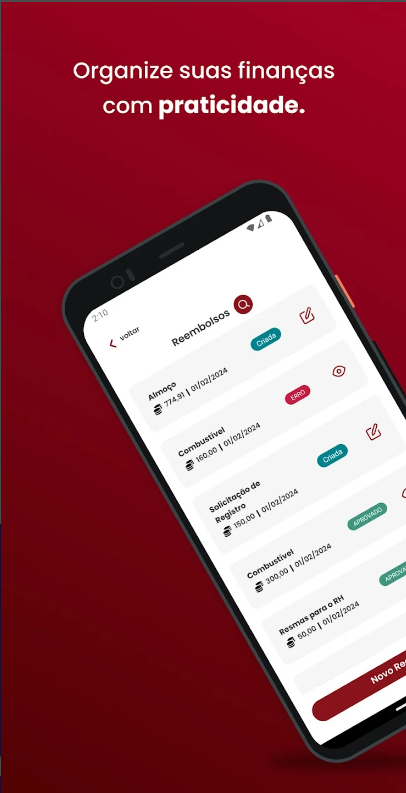 Organize suas finanças
com praticidade.
2:10
voltar
Reembolsos
Almoço
774,91 | 01/02/2024
Criada
Combustível
160,00 | 01/02/2024
ERRO
Solicitação de
Registro
150,00 | 01/02/2024
Criada
Combustível
300,00 | 01/02/2024
APROVADO
Resmas para o RH
50,00 | 01/02/2024
APROVA
Novo Re